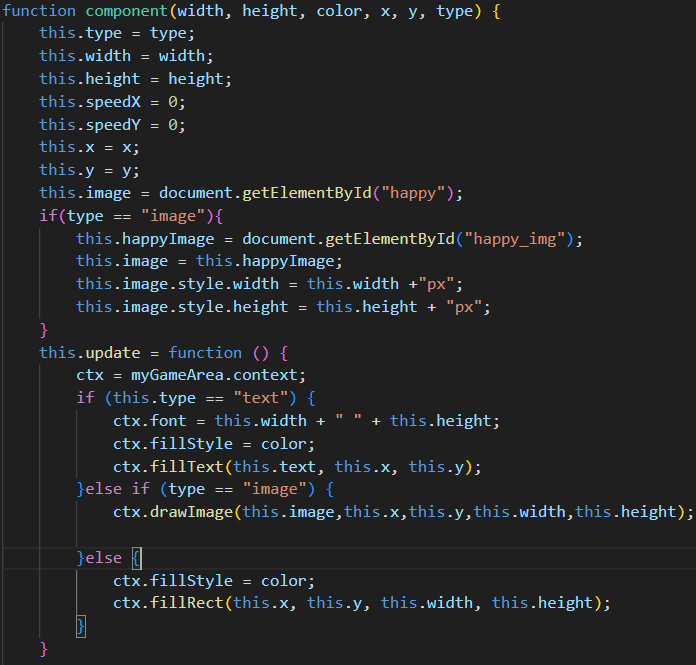 function component(width, height, color, x, y, type) {
    this.type = type;
    this.width = width;
    this.height = height;
    this.speedX = 0;
    this.speedY = 0;
    this.x = x;
    this.y = y;
    this.image = document.getElementById("happy");
    if(type == "image"){
        this.happyImage = document.getElementById("happy_img");
        this.image = this.happyImage;
        this.image.style.width = this.width +"px";
        this.image.style.height = this.height + "px";
    }
    this.update = function () {
        ctx = myGameArea.context;
        if (this.type == "text") {
            ctx.font = this.width + " " + this.height;
            ctx.fillStyle = color;
            ctx.fillText(this.text, this.x, this.y);
        }else if (type == "image") {
            ctx.drawImage(this.image,this.x,this.y,this.width,this.height);

        }else {
            ctx.fillStyle = color;
            ctx.fillRect(this.x, this.y, this.width, this.height);
        }
    }